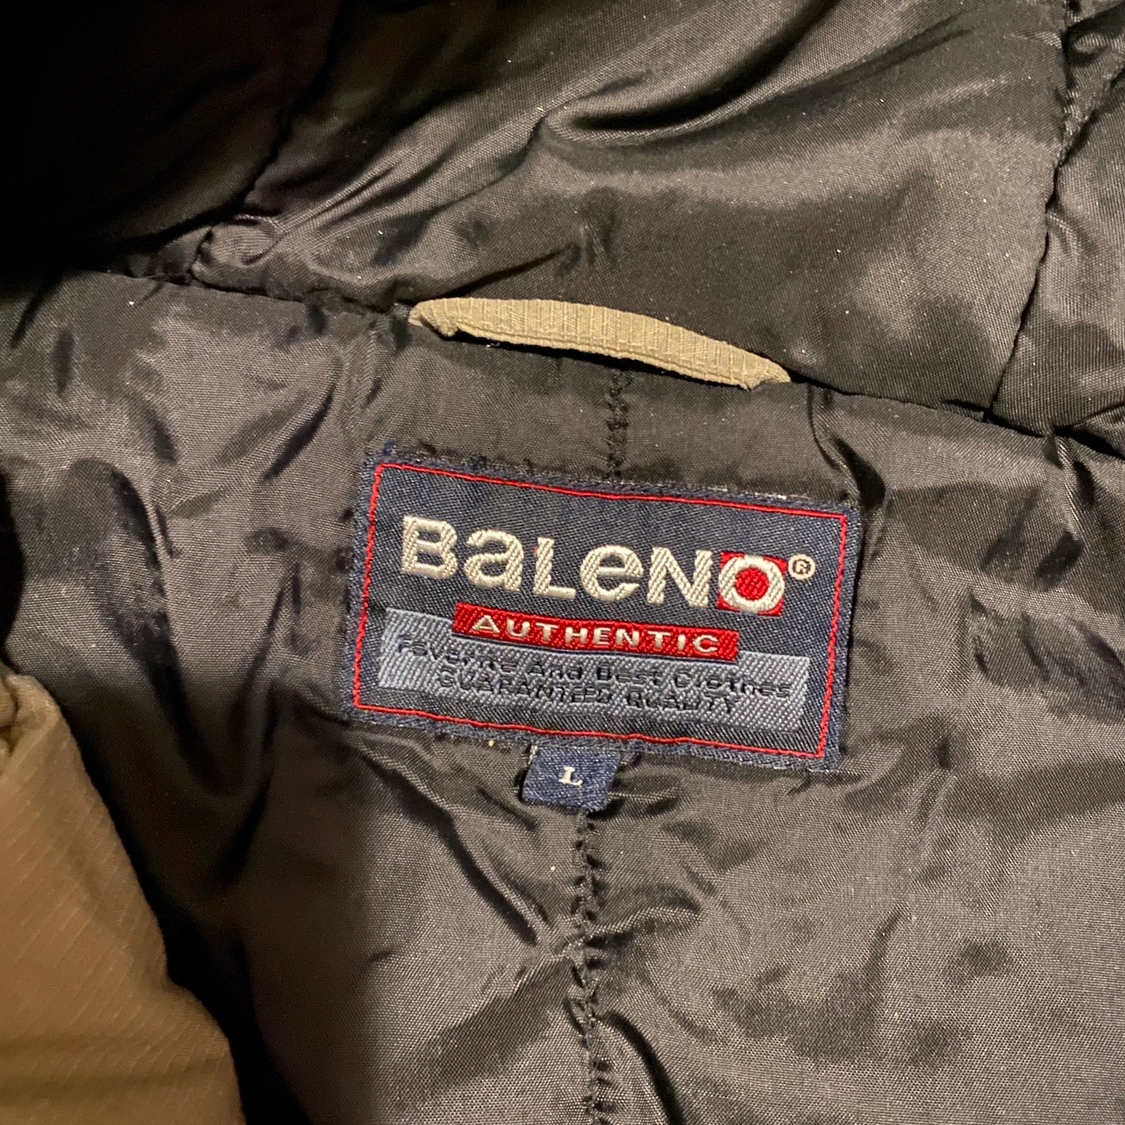 BaLeNO®
AUTHENTIC
Favorite And Best Clothes
GUARANTEED QUALITY
L